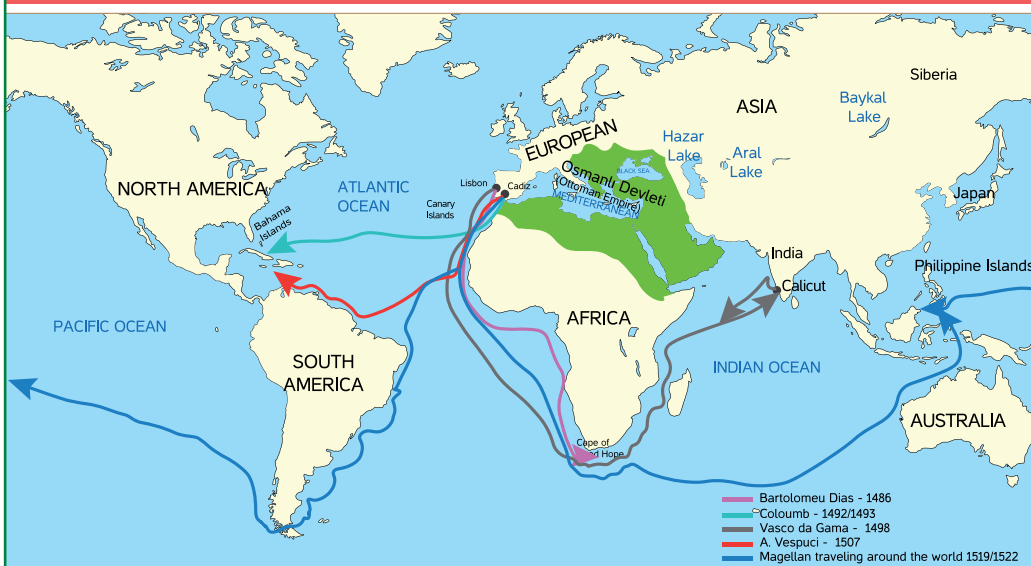 Siberia
ASIA
Baykal
Lake
EUROPEAN
Hazar
Lake
Aral
Lake
BLACK SEA
Osmanlı Devleti
(Ottoman Empire)
MEDITERRANEAN
NORTH AMERICA
ATLANTIC
OCEAN
Lisbon
Cadız
Canary
Islands
Bahama
Islands
Japan
India
Calicut
Philippine Islands
PACIFIC OCEAN
AFRICA
SOUTH
AMERICA
INDIAN OCEAN
AUSTRALIA
Cape of
Hope
Bartolomeu Dias - 1486
Coloumb - 1492/1493
Vasco da Gama - 1498
A. Vespuci - 1507
Magellan traveling around the world 1519/1522